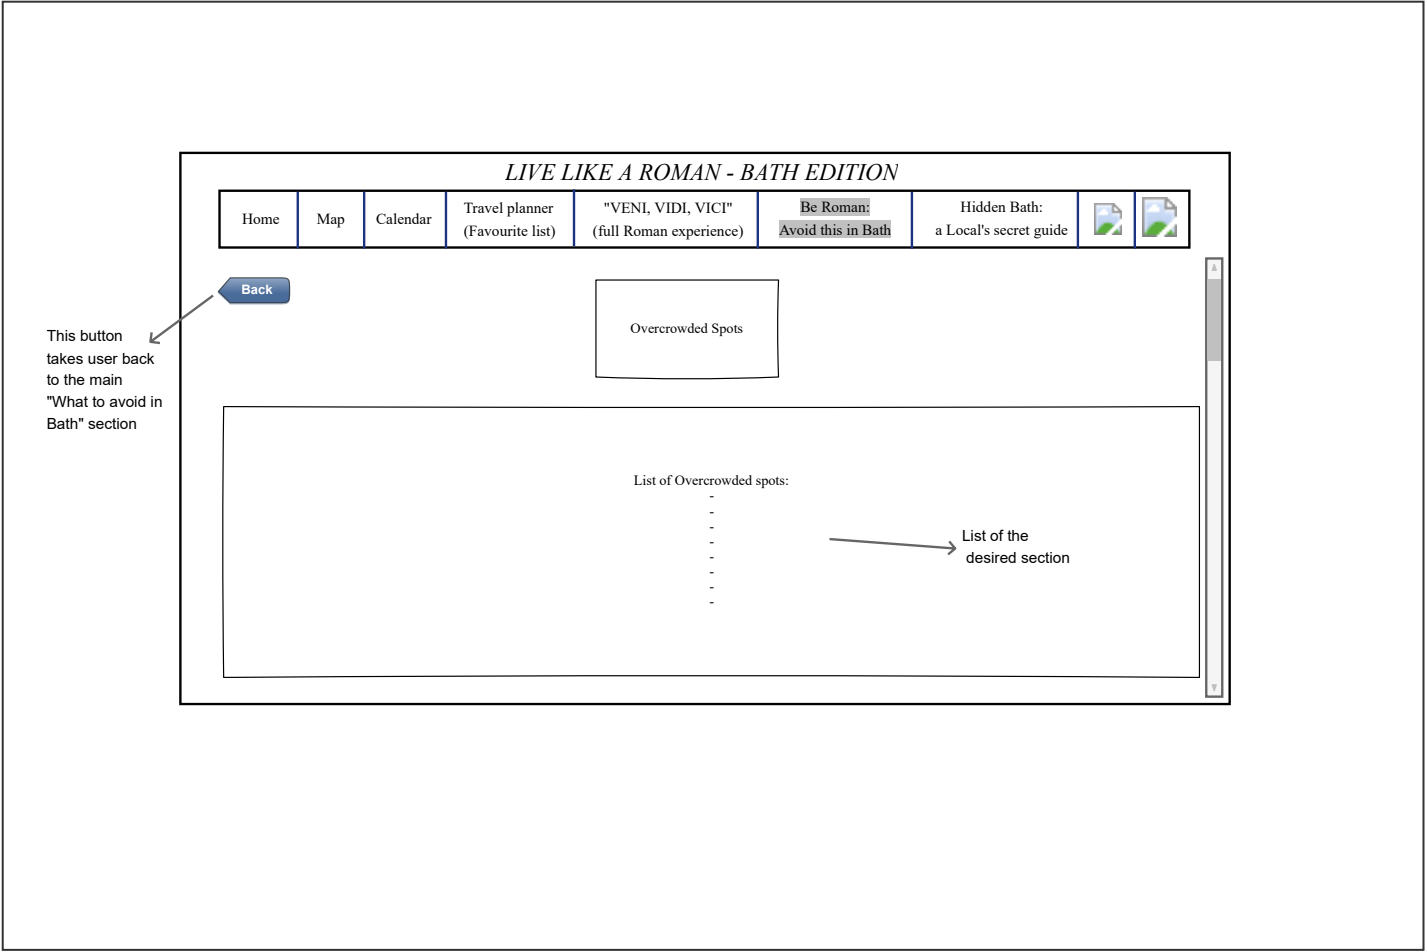 LIVE LIKE A ROMAN - BATH EDITION
Home
Map
Calendar
Travel planner
(Favourite list)
"VENI, VIDI, VICI"
(full Roman experience)
Be Roman:
Avoid this in Bath
Hidden Bath:
a Local's secret guide
Back
Overcrowded Spots
This button
takes user back
to the main
"What to avoid in
Bath" section
List of Overcrowded spots:
-
-
-
-
-
-
-
-
List of the
desired section